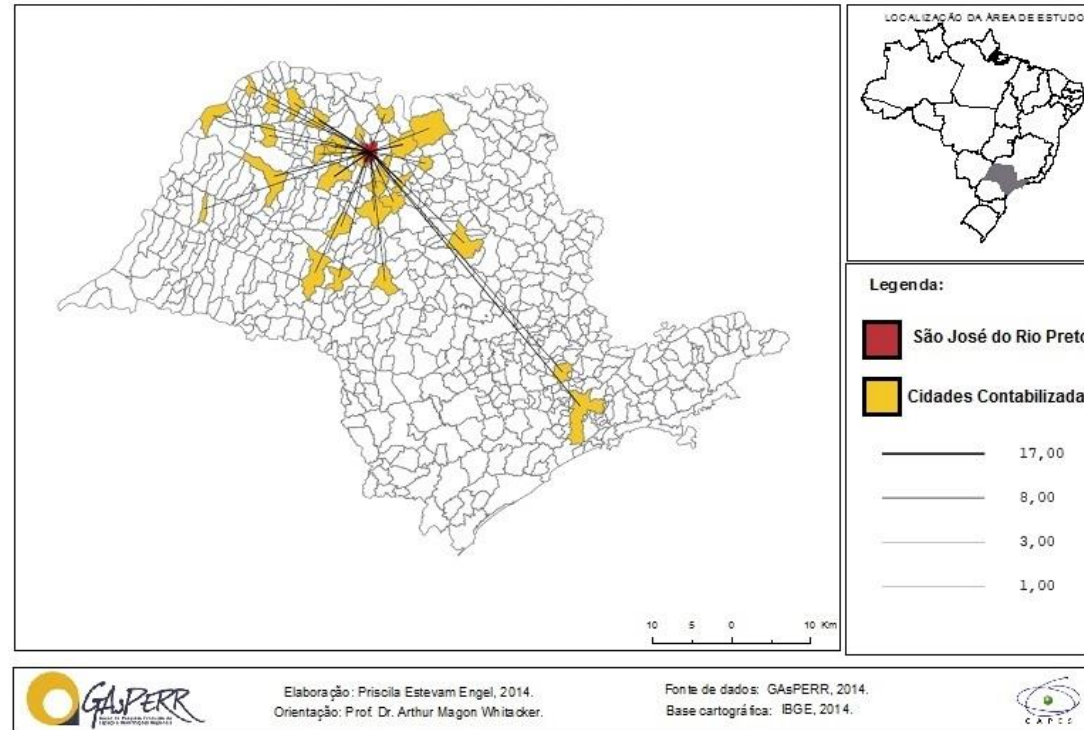 LOCALIZAÇÃO DA ÁREA DE ESTUDO
Legenda:
São José do Rio Preto
Cidades Contabilizada
17,00
8,00
3,00
1,00
10 5 0 10 Km
GAsPERR
Elaboração: Priscila Estevam Engel, 2014.
Orientação: Prof. Dr. Arthur Magon Whitacker.
Fonte de dados: GAsPERR, 2014.
Base cartográfica: IBGE, 2014.
CAPES